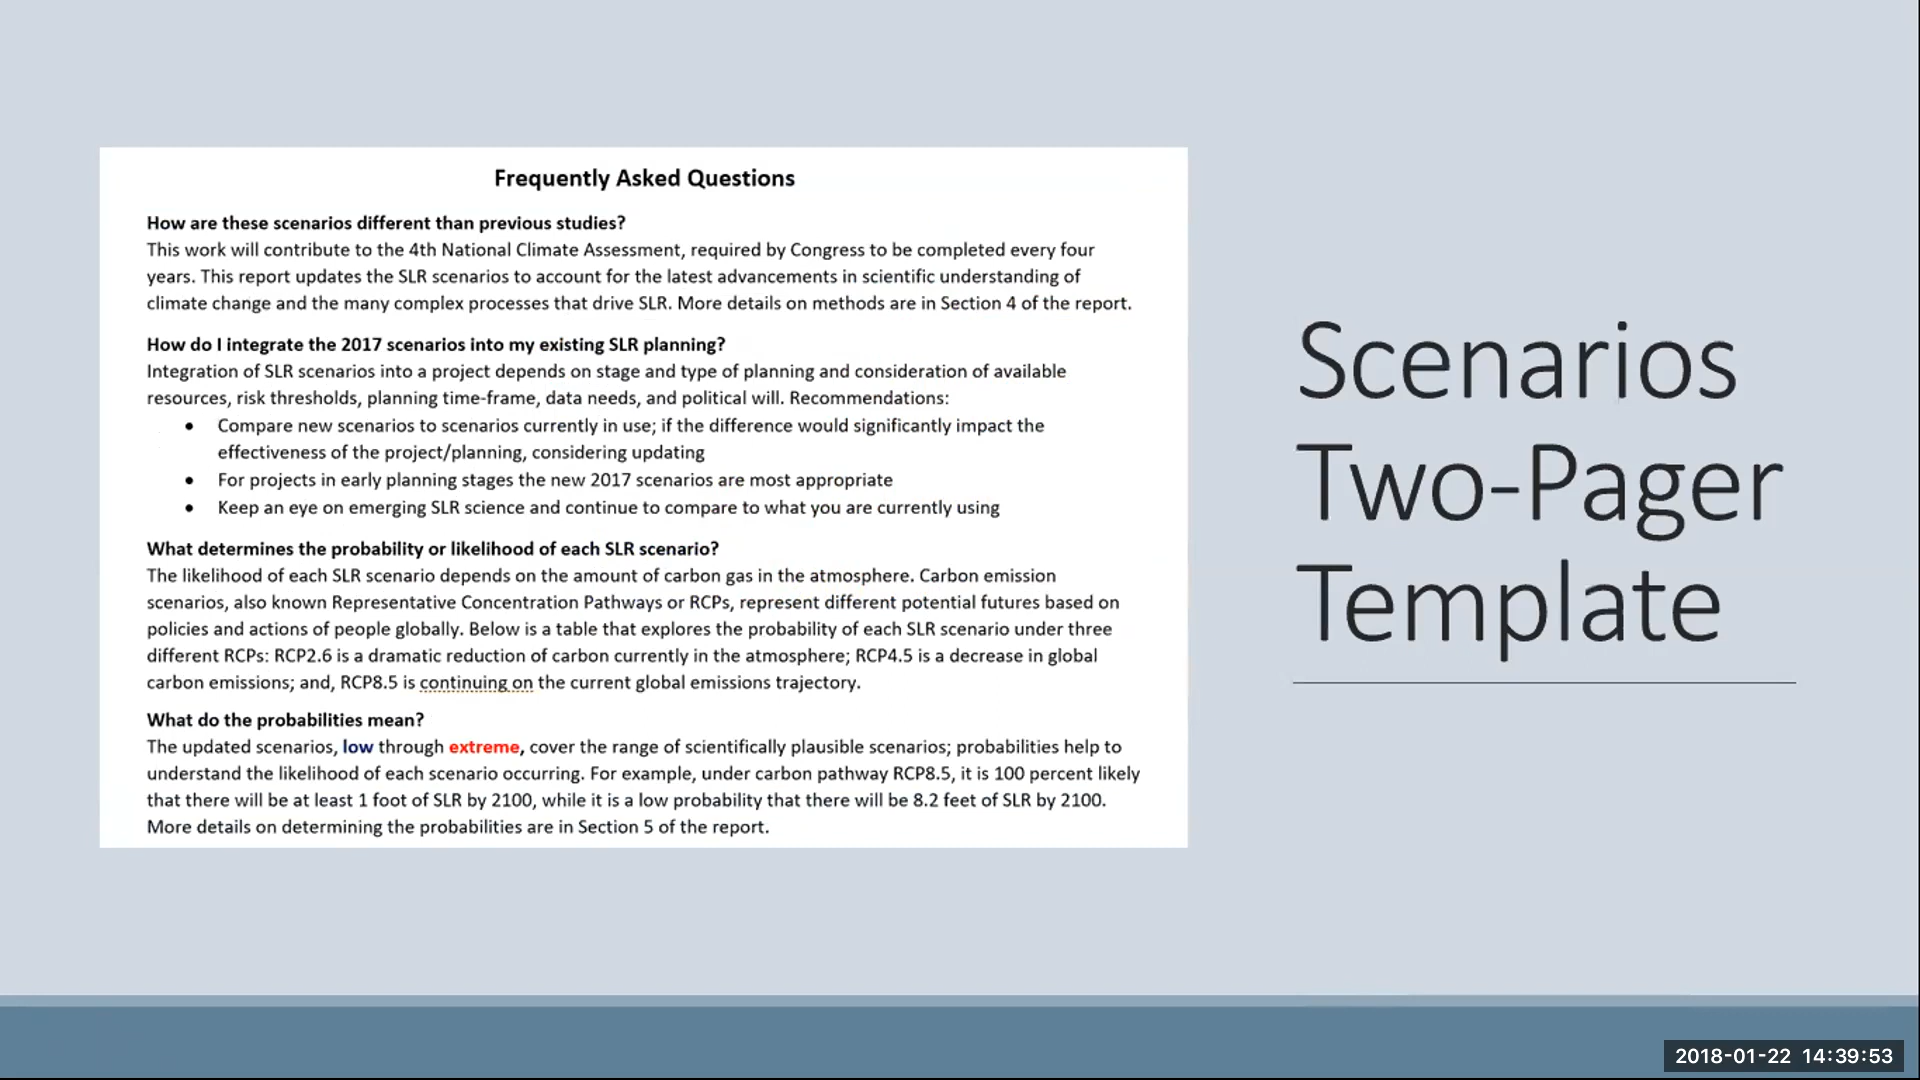 Frequently Asked Questions
How are these scenarios different than previous studies?
This work will contribute to the 4th National Climate Assessment, required by Congress to be completed every four
years. This report updates the SLR scenarios to account for the latest advancements in scientific understanding of
climate change and the many complex processes that drive SLR. More details on methods are in Section 4 of the report.
How do I integrate the 2017 scenarios into my existing SLR planning?
Integration of SLR scenarios into a project depends on stage and type of planning and consideration of available
resources, risk thresholds, planning time-frame, data needs, and political will. Recommendations:
• Compare new scenarios to scenarios currently in use; if the difference would significantly impact the
effectiveness of the project/planning, considering updating
• For projects in early planning stages the new 2017 scenarios are most appropriate
• Keep an eye on emerging SLR science and continue to compare to what you are currently using
What determines the probability or likelihood of each SLR scenario?
The likelihood of each SLR scenario depends on the amount of carbon gas in the atmosphere. Carbon emission
scenarios, also known Representative Concentration Pathways or RCPs, represent different potential futures based on
policies and actions of people globally. Below is a table that explores the probability of each SLR scenario under three
different RCPs: RCP2.6 is a dramatic reduction of carbon currently in the atmosphere; RCP4.5 is a decrease in global
carbon emissions; and, RCP8.5 is continuing on the current global emissions trajectory.
What do the probabilities mean?
The updated scenarios, low through extreme, cover the range of scientifically plausible scenarios; probabilities help to
understand the likelihood of each scenario occurring. For example, under carbon pathway RCP8.5, it is 100 percent likely
that there will be at least 1 foot of SLR by 2100, while it is a low probability that there will be 8.2 feet of SLR by 2100.
More details on determining the probabilities are in Section 5 of the report.
Scenarios
Two-Pager
Template
2018-01-22 14:39:53